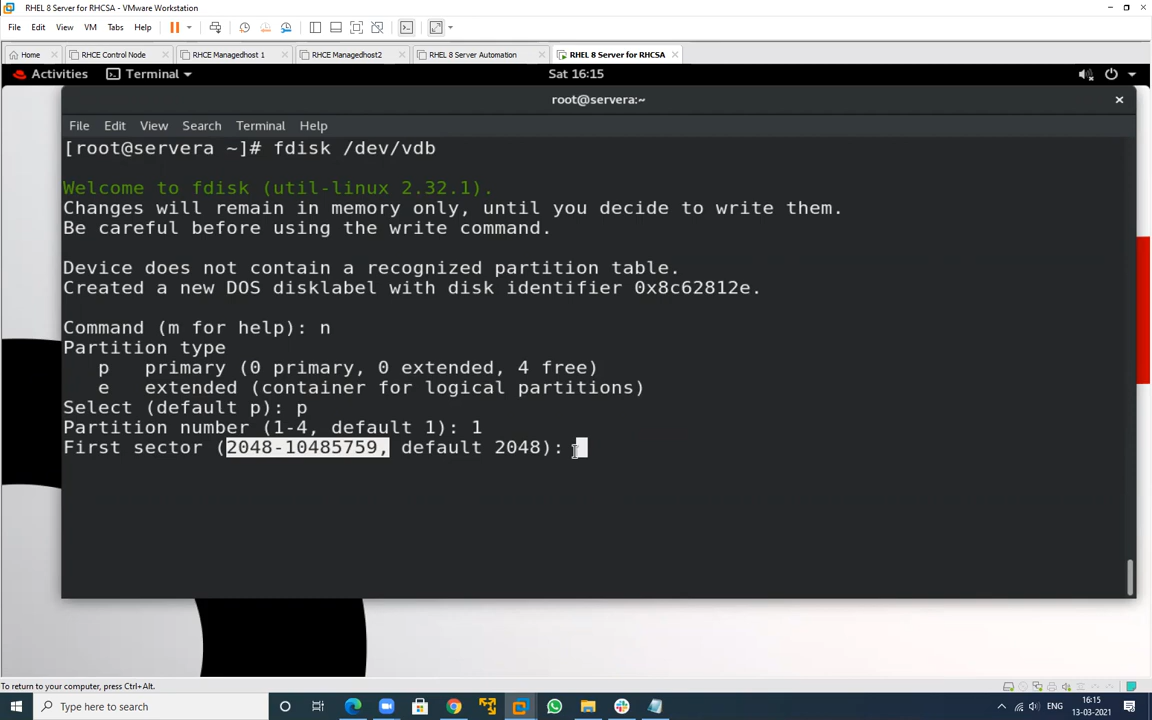 RHEL 8 Server for RHCSA - VMware Workstation
File Edit View VM Tabs Help
Home RHCE Control Node RHCE Managedhost 1 RHCE Managedhost2 RHEL 8 Server Automation RHEL 8 Server for RHCSA
Activities Terminal Sat 16:15
root@servera:~
File Edit View Search Terminal Help
[root@servera ~]# fdisk /dev/vdb
Welcome to fdisk (util-linux 2.32.1).
Changes will remain in memory only, until you decide to write them.
Be careful before using the write command.
Device does not contain a recognized partition table.
Created a new DOS disklabel with disk identifier 0x8c62812e.
Command (m for help): n
Partition type
p primary (0 primary, 0 extended, 4 free)
e extended (container for logical partitions)
Select (default p): p
Partition number (1-4, default 1): 1
First sector (2048-10485759, default 2048):
To return to your computer, press Ctrl+Alt.
Type here to search
ENG
16:15
13-03-2021